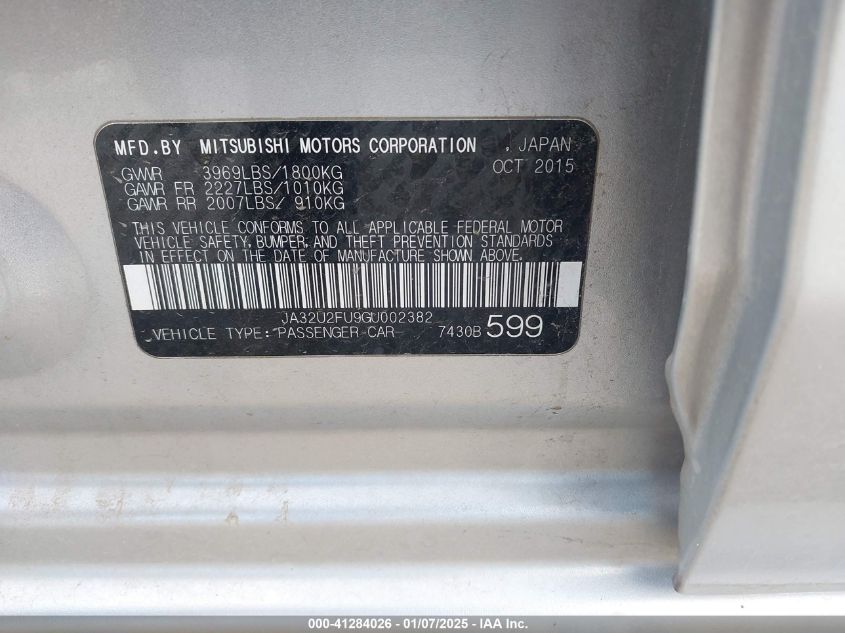 MFD.BY MITSUBISHI MOTORS CORPORATION , JAPAN
GVWR 3969LBS/1800KG OCT 2015
GAWR FR 2227LBS/1010KG
GAWR RR 2007LBS/ 910KG
THIS VEHICLE CONFORMS TO ALL APPLICABLE FEDERAL MOTOR
VEHICLE SAFETY, BUMPER, AND THEFT PREVENTION STANDARDS
IN EFFECT ON THE DATE OF MANUFACTURE SHOWN ABOVE.
JA32U2FU9GU002382
VEHICLE TYPE: PASSENGER CAR 7430B 599
000-41284026 - 01/07/2025 - IAA Inc.